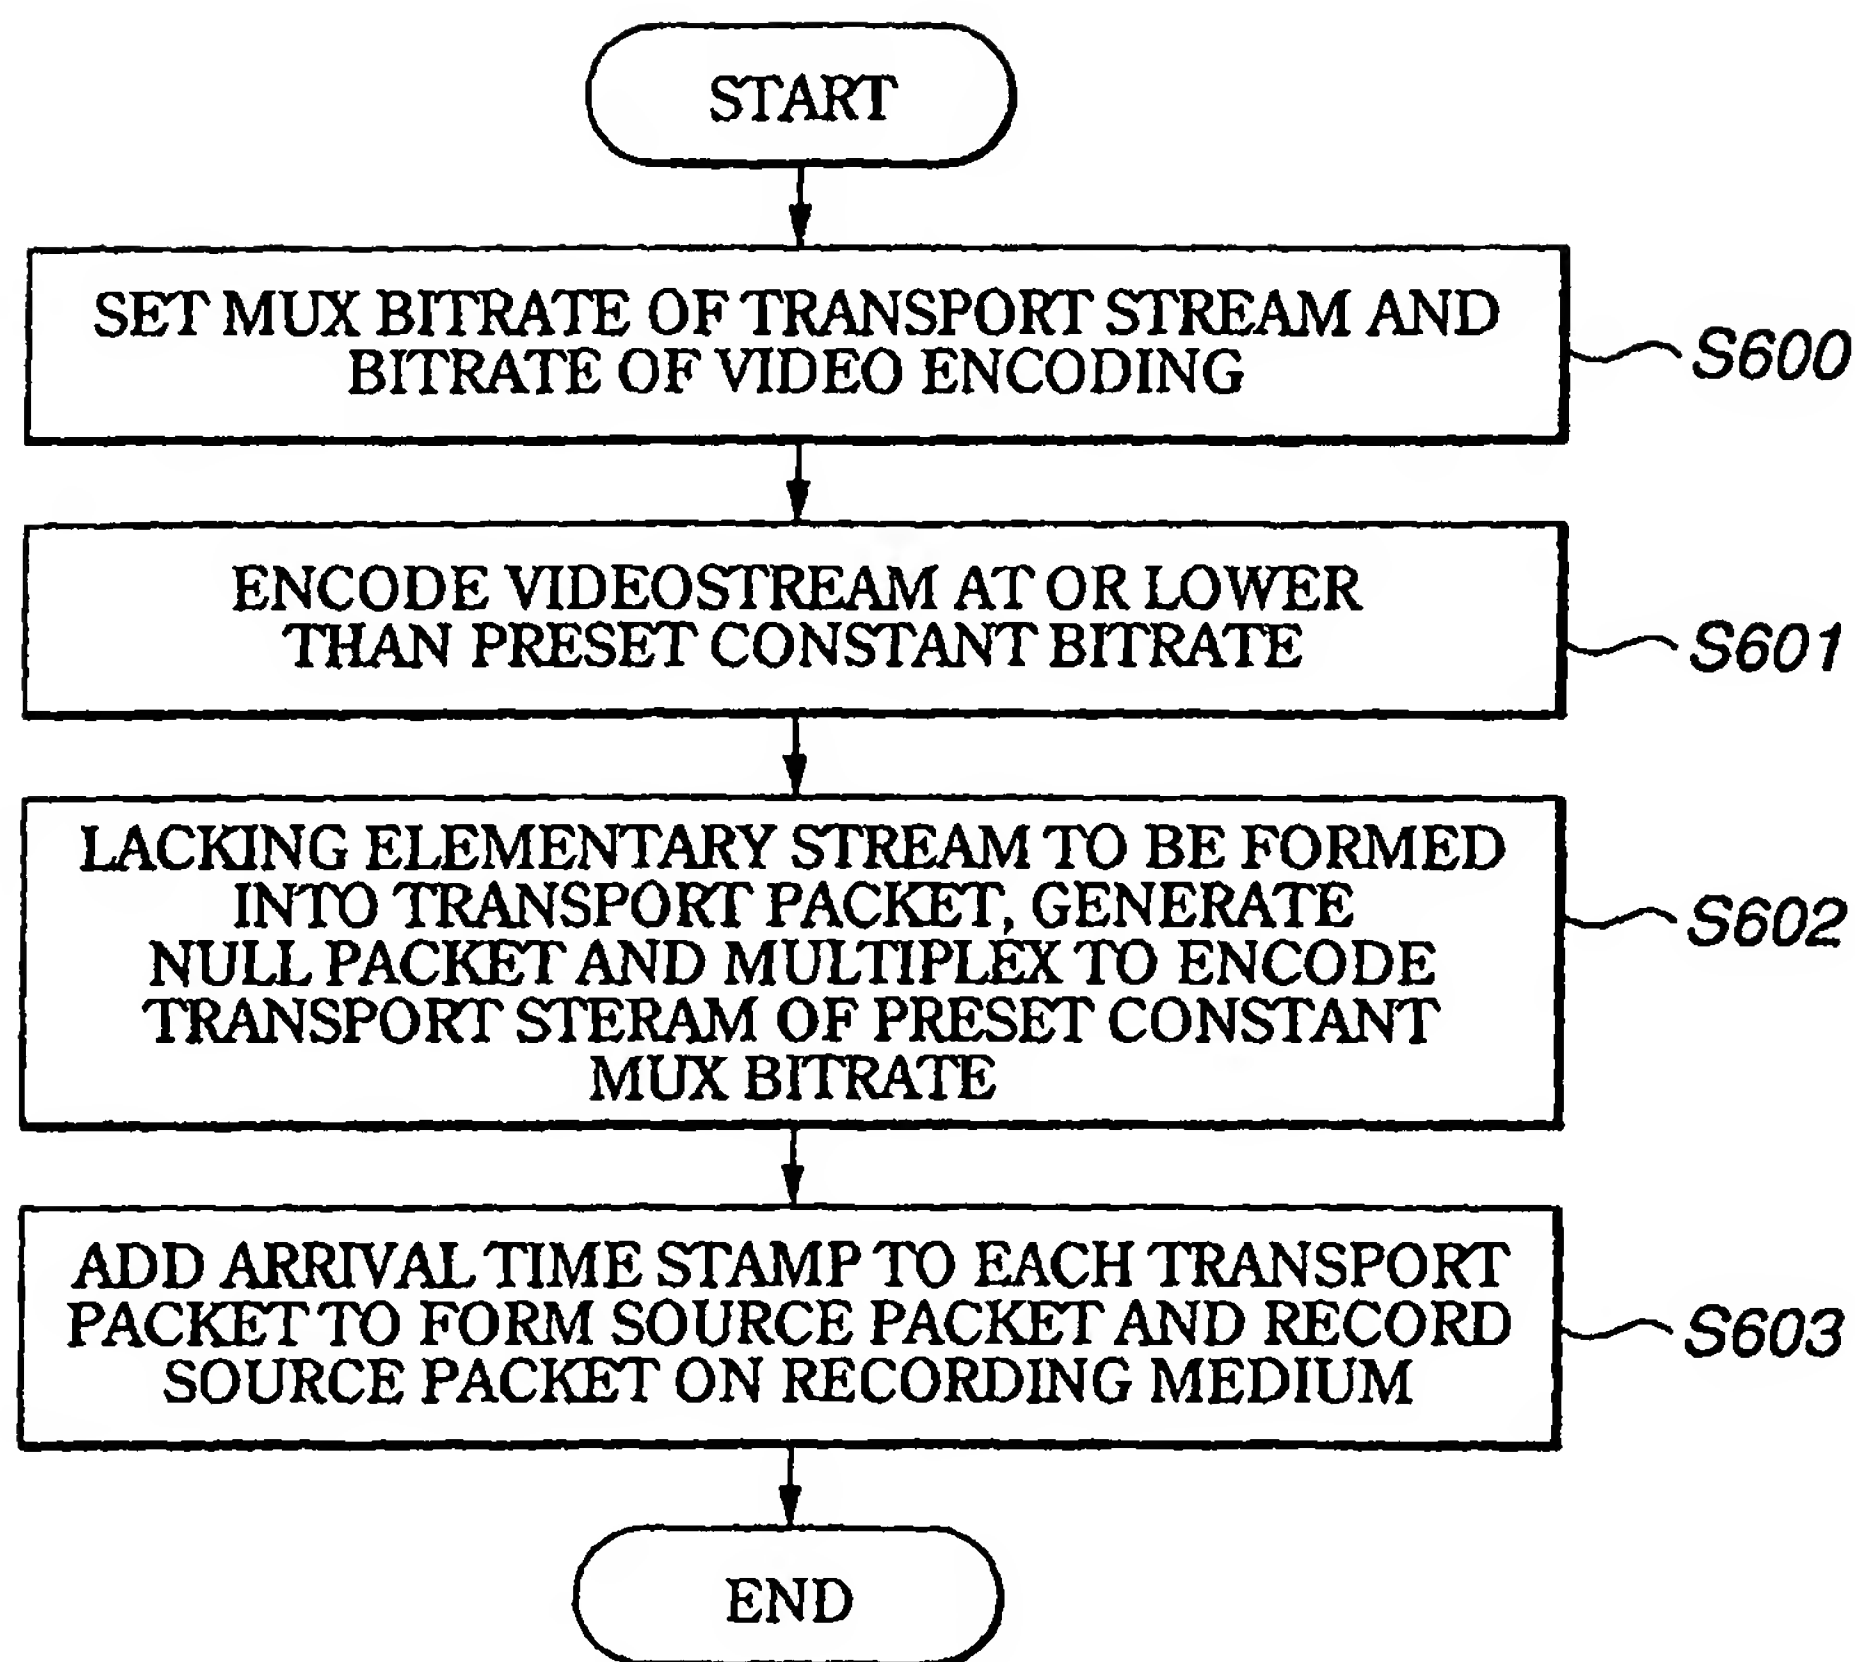 START
SET MUX BITRATE OF TRANSPORT STREAM AND
BITRATE OF VIDEO ENCODING
S600
ENCODE VIDEOSTREAM AT OR LOWER
THAN PRESET CONSTANT BITRATE
S601
LACKING ELEMENTARY STREAM TO BE FORMED
INTO TRANSPORT PACKET, GENERATE
NULL PACKET AND MULTIPLEX TO ENCODE
TRANSPORT STERAM OF PRESET CONSTANT
MUX BITRATE
S602
ADD ARRIVAL TIME STAMP TO EACH TRANSPORT
PACKET TO FORM SOURCE PACKET AND RECORD
SOURCE PACKET ON RECORDING MEDIUM
S603
END